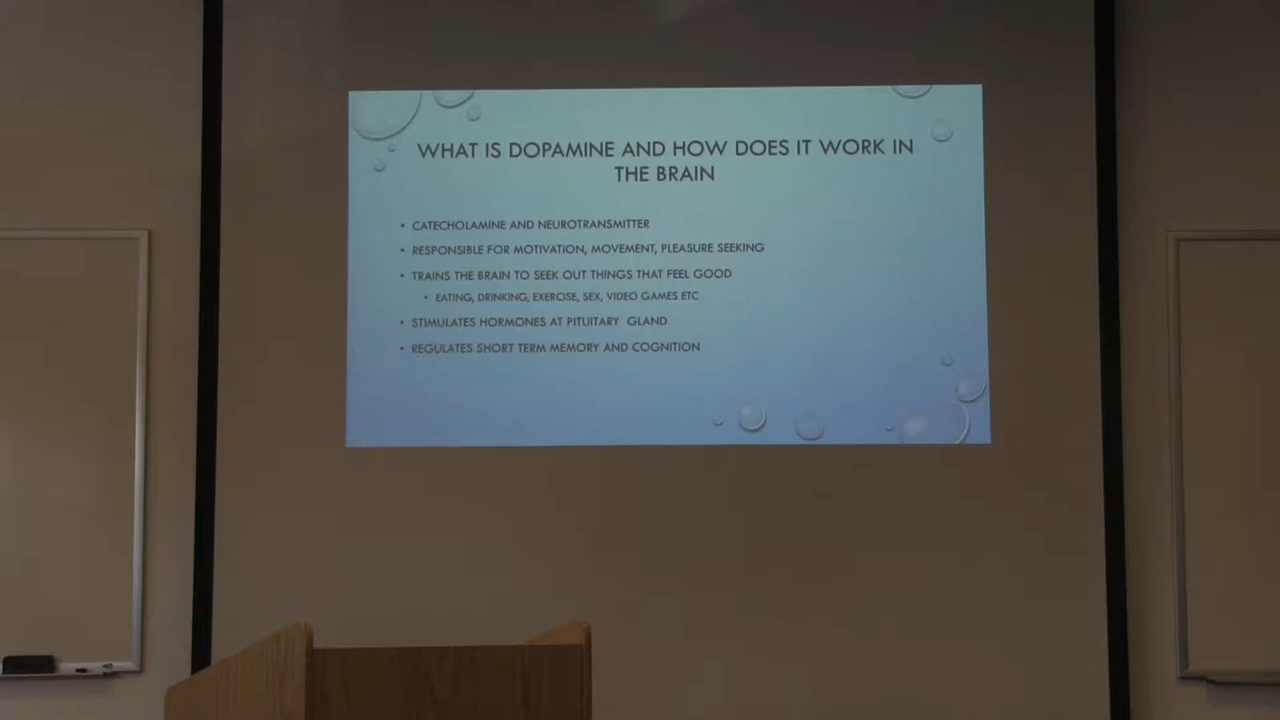 WHAT IS DOPAMINE AND HOW DOES IT WORK IN
THE BRAIN
• CATECHOLAMINE AND NEUROTRANSMITTER
• RESPONSIBLE FOR MOTIVATION, MOVEMENT, PLEASURE SEEKING
• TRAINS THE BRAIN TO SEEK OUT THINGS THAT FEEL GOOD
• EATING, DRINKING, EXERCISE, SEX, VIDEO GAMES ETC
• STIMULATES HORMONES AT PITUITARY GLAND
• REGULATES SHORT TERM MEMORY AND COGNITION